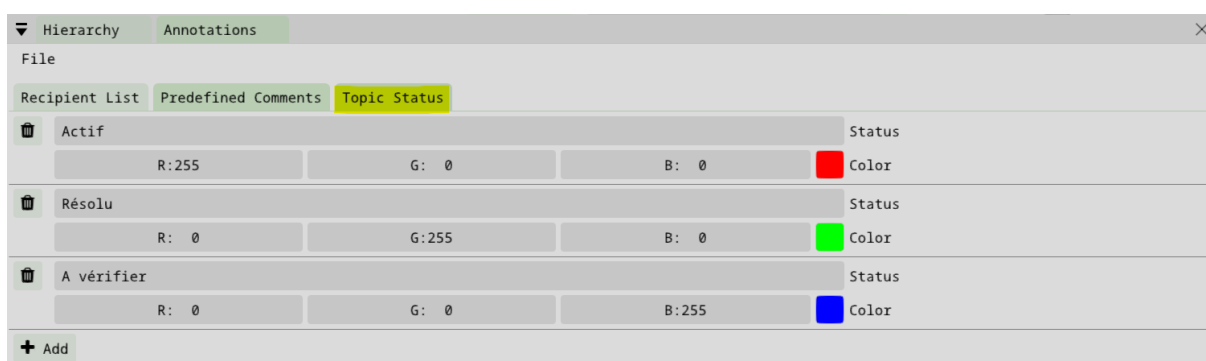 Hierarchy Annotations
File
Recipient List Predefined Comments Topic Status
Actif Status
R:255 G: 0 B: 0 Color
Résolu Status
R: 0 G:255 B: 0 Color
A vérifier Status
R: 0 G: 0 B:255 Color
Add